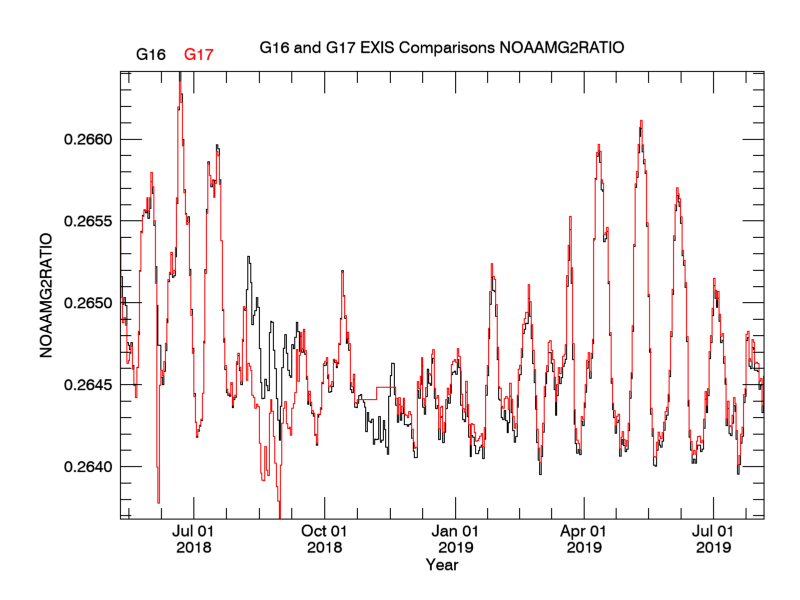 G16 and G17 EXIS Comparisons NOAAMG2RATIO
G16 G17
NOAAMG2RATIO
0.2660
0.2655
0.2650
0.2645
0.2640
Jul 01 Oct 01 Jan 01 Apr 01 Jul 01
2018 2018 2019 2019 2019
Year